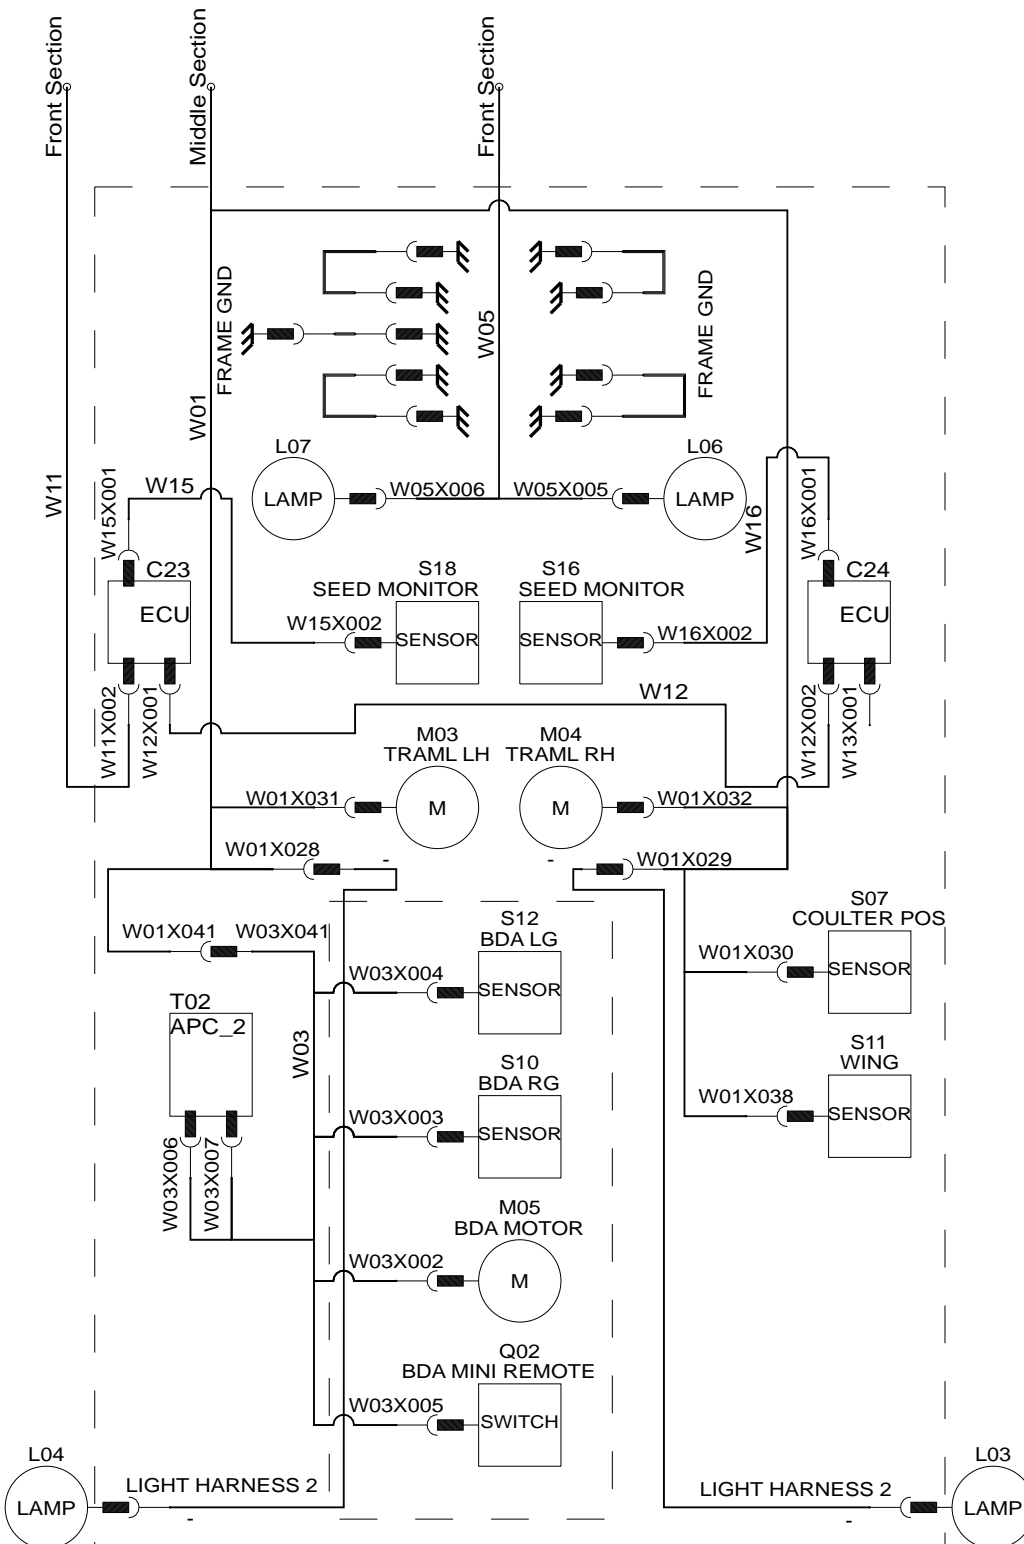 Front Section
Middle Section
Front Section
FRAME GND
W05
FRAME GND
W01
W11
L07
LAMP
W05X006
W05X005
L06
LAMP
W15X001
W15
W16
W16X001
C23
ECU
S18
SEED MONITOR
W15X002
SENSOR
S16
SEED MONITOR
SENSOR
W16X002
C24
ECU
W11X002
W12X001
W12
W12X002
W13X001
M03
TRAML LH
W01X031
M
M04
TRAML RH
M
W01X032
W01X028
-
-
W01X029
W01X041
W03X041
S12
BDA LG
W03X004
SENSOR
S07
COULTER POS
W01X030
SENSOR
T02
APC_2
W03
S10
BDA RG
W03X003
SENSOR
S11
WING
W01X038
SENSOR
W03X006
W03X007
M05
BDA MOTOR
W03X002
M
Q02
BDA MINI REMOTE
W03X005
SWITCH
L04
LAMP
LIGHT HARNESS 2
-
LIGHT HARNESS 2
-
L03
LAMP